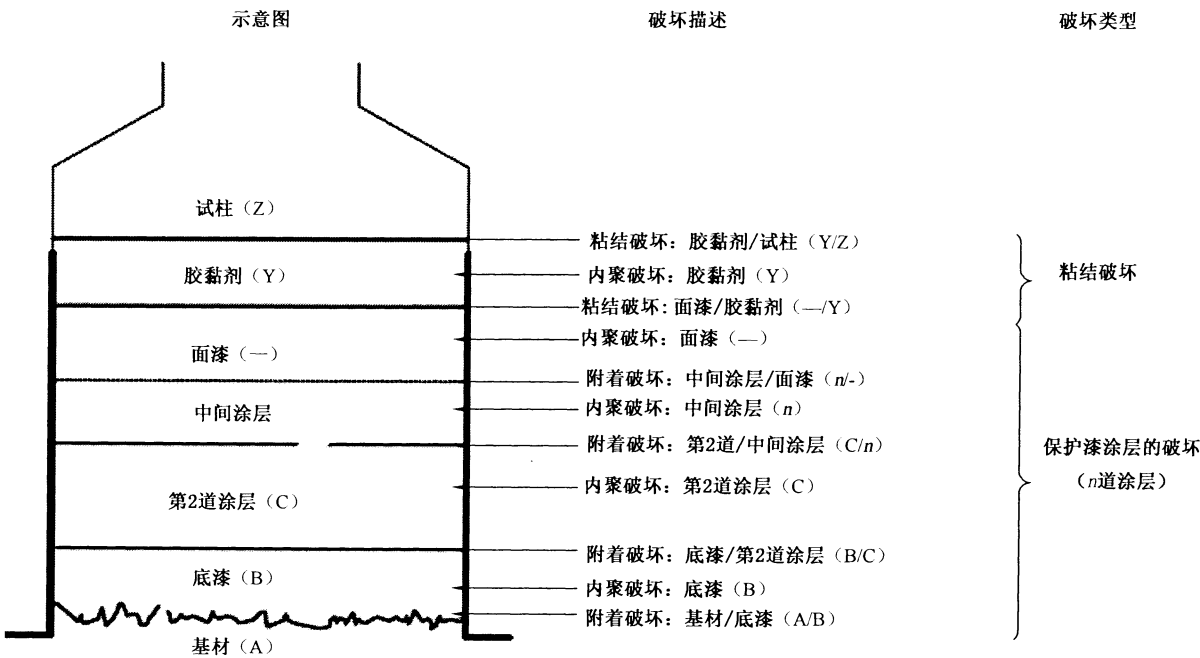 示意图
破坏描述
破坏类型
试柱（Z）
胶黏剂（Y）
面漆（—）
中间涂层
第2道涂层（C）
底漆（B）
基材（A）
粘结破坏：胶黏剂/试柱（Y/Z）
内聚破坏：胶黏剂（Y）
粘结破坏：面漆/胶黏剂（—/Y）
内聚破坏：面漆（—）
附着破坏：中间涂层/面漆（n/-）
内聚破坏：中间涂层（n）
附着破坏：第2道/中间涂层（C/n）
内聚破坏：第2道涂层（C）
附着破坏：底漆/第2道涂层（B/C）
内聚破坏：底漆（B）
附着破坏：基材/底漆（A/B）
粘结破坏
保护漆涂层的破坏
（n道涂层）